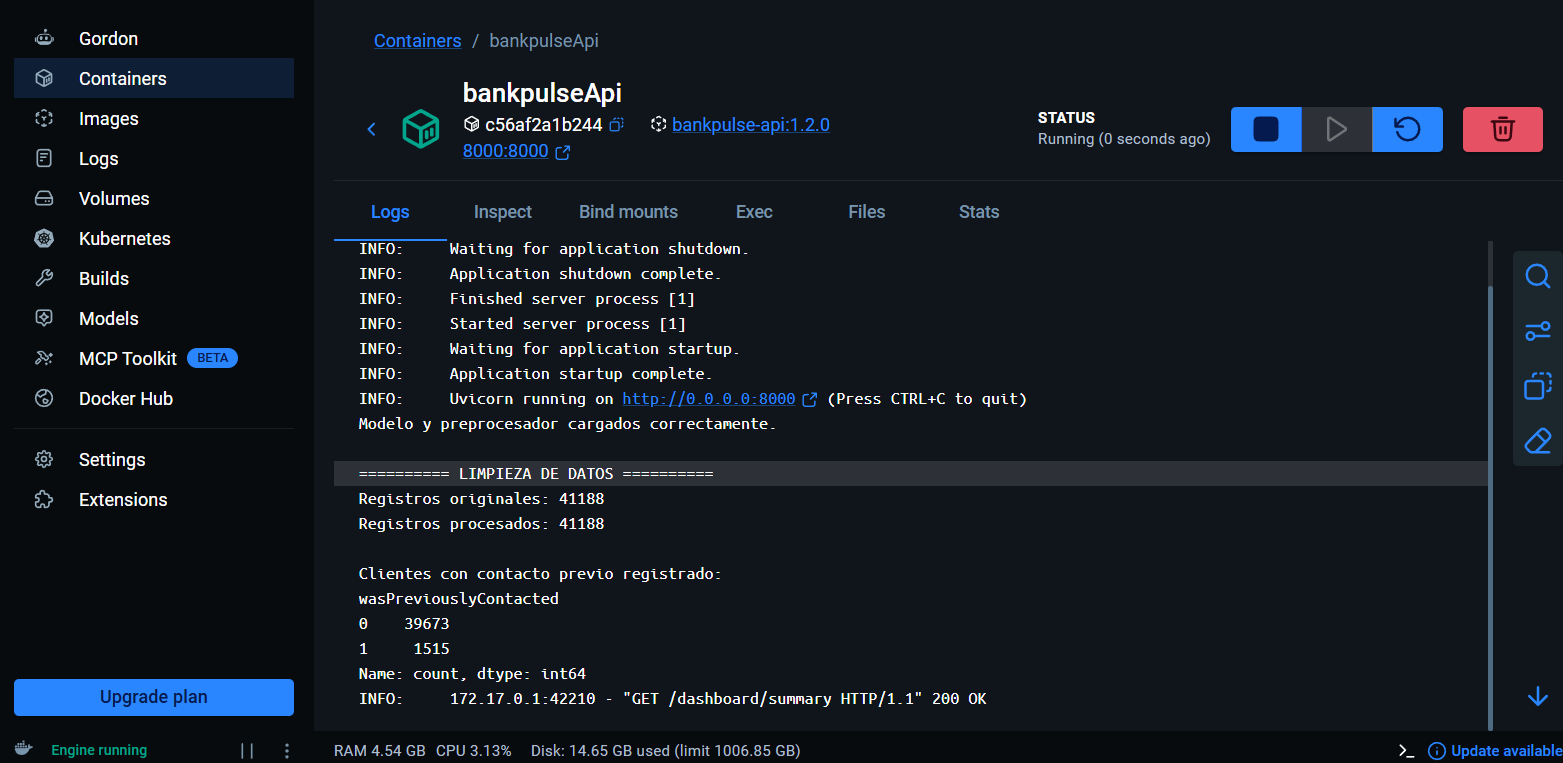 Gordon
Containers
Images
Logs
Volumes
Kubernetes
Builds
Models
MCP Toolkit BETA
Docker Hub
Settings
Extensions
Upgrade plan
Engine running
Containers / bankpulseApi
bankpulseApi
c56af2a1b244 bankpulse-api:1.2.0
8000:8000
STATUS
Running (0 seconds ago)
Logs Inspect Bind mounts Exec Files Stats
INFO: Waiting for application shutdown.
INFO: Application shutdown complete.
INFO: Finished server process [1]
INFO: Started server process [1]
INFO: Waiting for application startup.
INFO: Application startup complete.
INFO: Uvicorn running on http://0.0.0.0:8000 (Press CTRL+C to quit)
Modelo y preprocesador cargados correctamente.
========== LIMPIEZA DE DATOS ==========
Registros originales: 41188
Registros procesados: 41188
Clientes con contacto previo registrado:
wasPreviouslyContacted
0 39673
1 1515
Name: count, dtype: int64
INFO: 172.17.0.1:42210 - "GET /dashboard/summary HTTP/1.1" 200 OK
RAM 4.54 GB CPU 3.13% Disk: 14.65 GB used (limit 1006.85 GB)
Update available